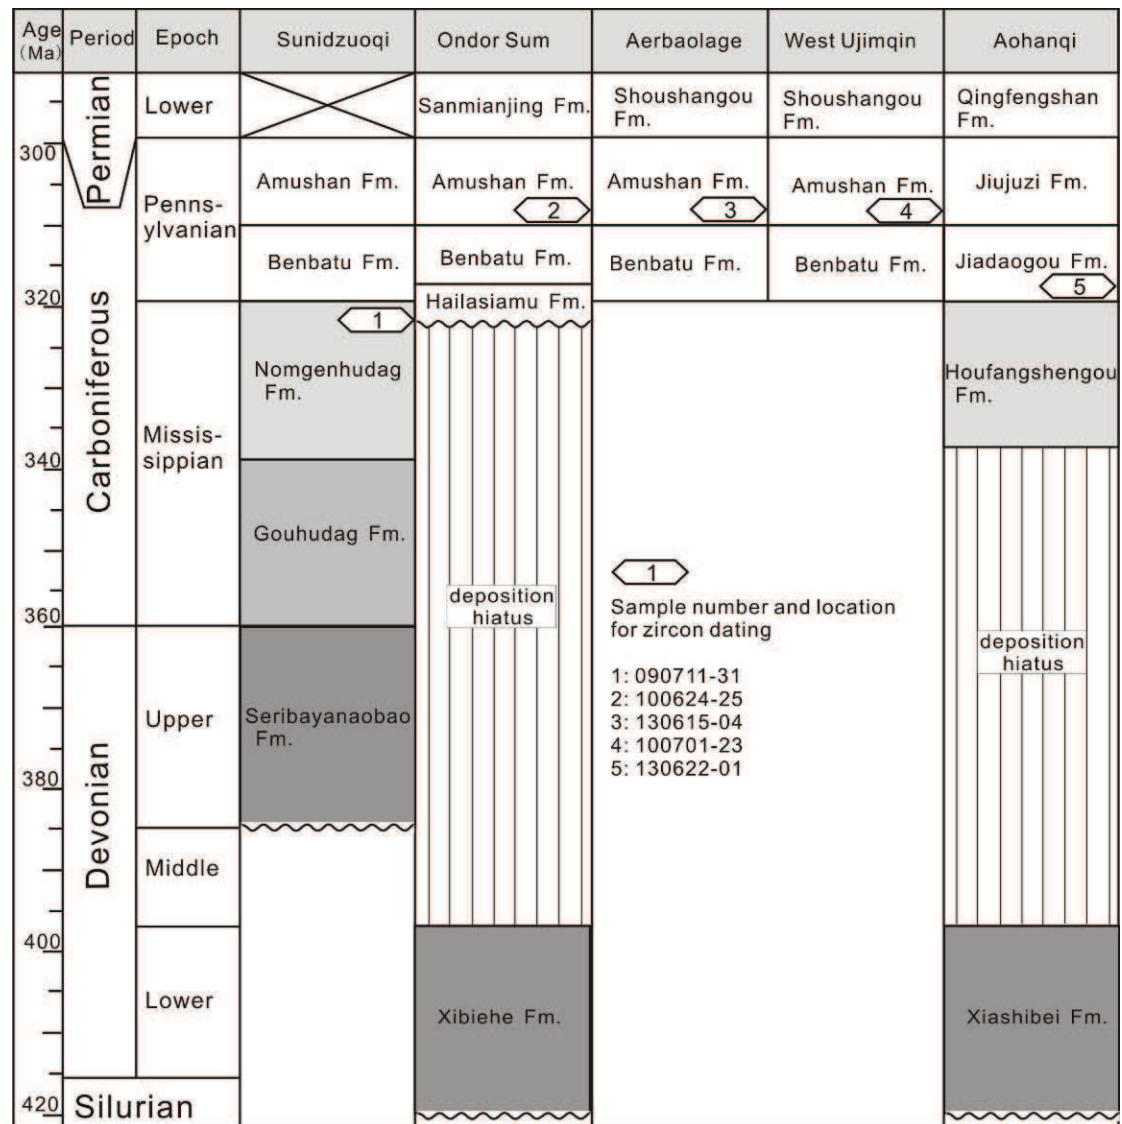 Age
(Ma)
Period
Epoch
Sunidzuoqi
Ondor Sum
Aerbaolage
West Ujimqin
Aohanqi
Permian
Lower
Sanmianjing Fm.
Shoushangou
Fm.
Shoushangou
Fm.
Qingfengshan
Fm.
300
Carboniferous
Penns-
ylvanian
Amushan Fm.
Amushan Fm.
2
Amushan Fm.
3
Amushan Fm.
4
Jiujuzi Fm.
Benbatu Fm.
Benbatu Fm.
Benbatu Fm.
Benbatu Fm.
Jiadaogou Fm.
5
320
Hailasiamu Fm.
1
Nomgenhudag
Fm.
Houfangshengou
Fm.
Missis-
sippian
340
Gouhudag Fm.
deposition
hiatus
1
Sample number and location
for zircon dating
1: 090711-31
2: 100624-25
3: 130615-04
4: 100701-23
5: 130622-01
deposition
hiatus
360
Devonian
Upper
Seribayanaobao
Fm.
380
Middle
400
Lower
Xibiehe Fm.
Xiashibei Fm.
420
Silurian